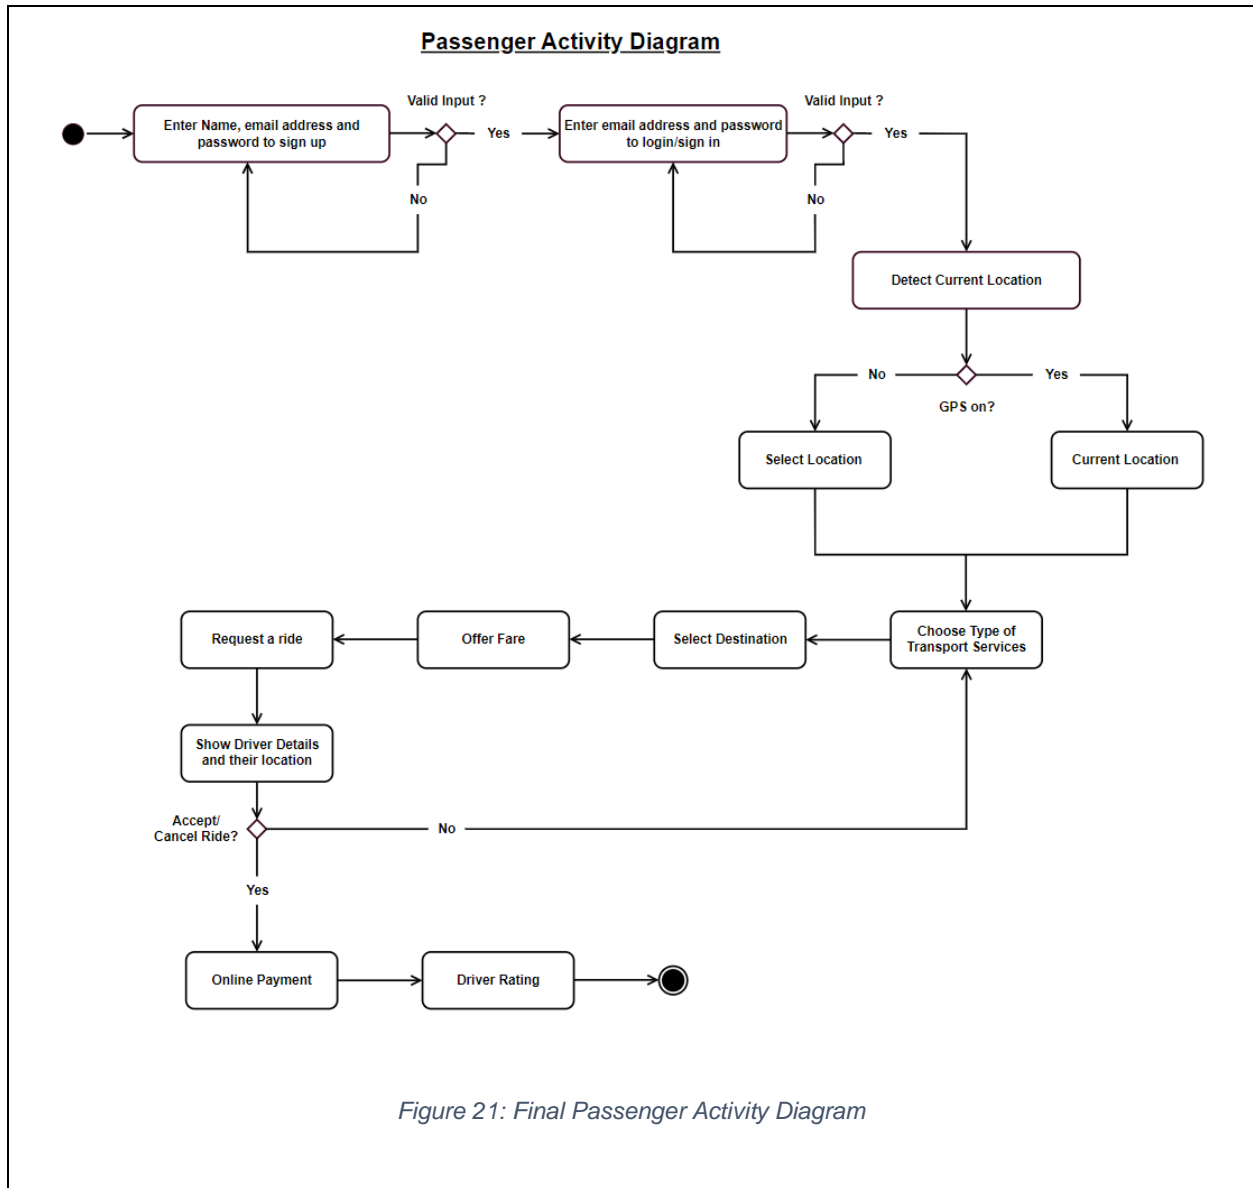 Passenger Activity Diagram
Valid Input ?
Valid Input ?
Enter Name, email address and
password to sign up
Yes
Enter email address and password
to login/sign in
Yes
No
No
Detect Current Location
No
Yes
GPS on?
Select Location
Current Location
Request a ride
Offer Fare
Select Destination
Choose Type of
Transport Services
Show Driver Details
and their location
Accept/
Cancel Ride?
No
Yes
Online Payment
Driver Rating
Figure 21: Final Passenger Activity Diagram